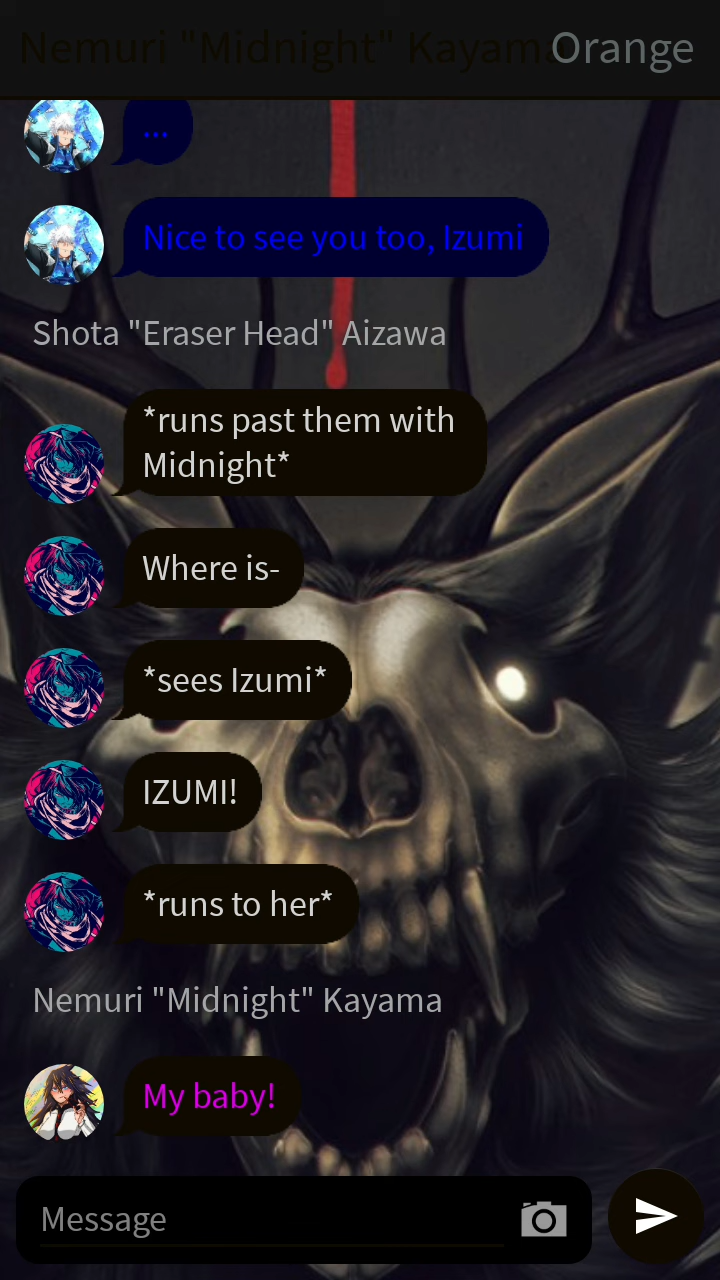 Nemuri "Midnight" Kayama
Orange
...
Nice to see you too, Izumi
Shota "Eraser Head" Aizawa
*runs past them with
Midnight*
Where is-
*sees Izumi*
IZUMI!
*runs to her*
Nemuri "Midnight" Kayama
My baby!
Message